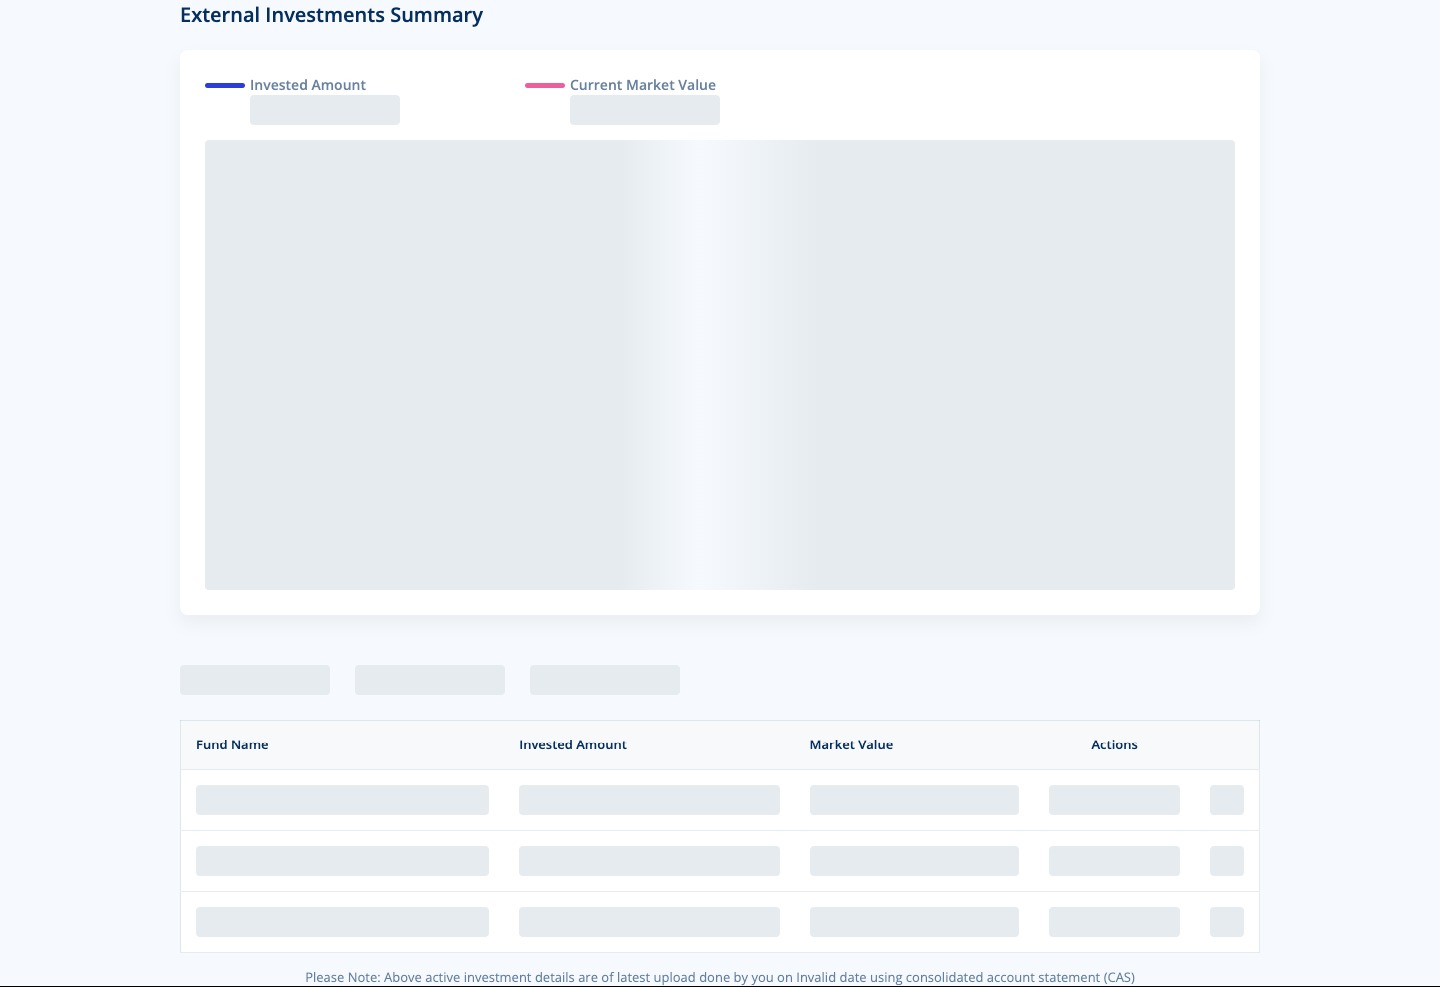 External Investments Summary
Invested Amount
Current Market Value
Fund Name
Invested Amount
Market Value
Actions
Please Note: Above active investment details are of latest upload done by you on Invalid date using consolidated account statement (CAS)